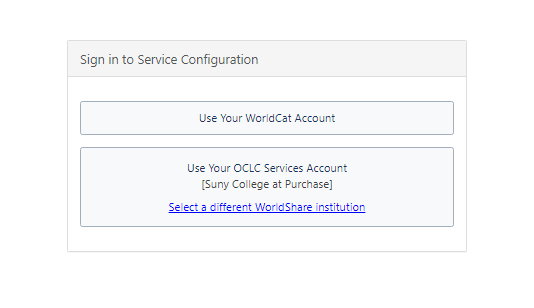 Sign in to Service Configuration
Use Your WorldCat Account
Use Your OCLC Services Account
[Suny College at Purchase]
Select a different WorldShare institution